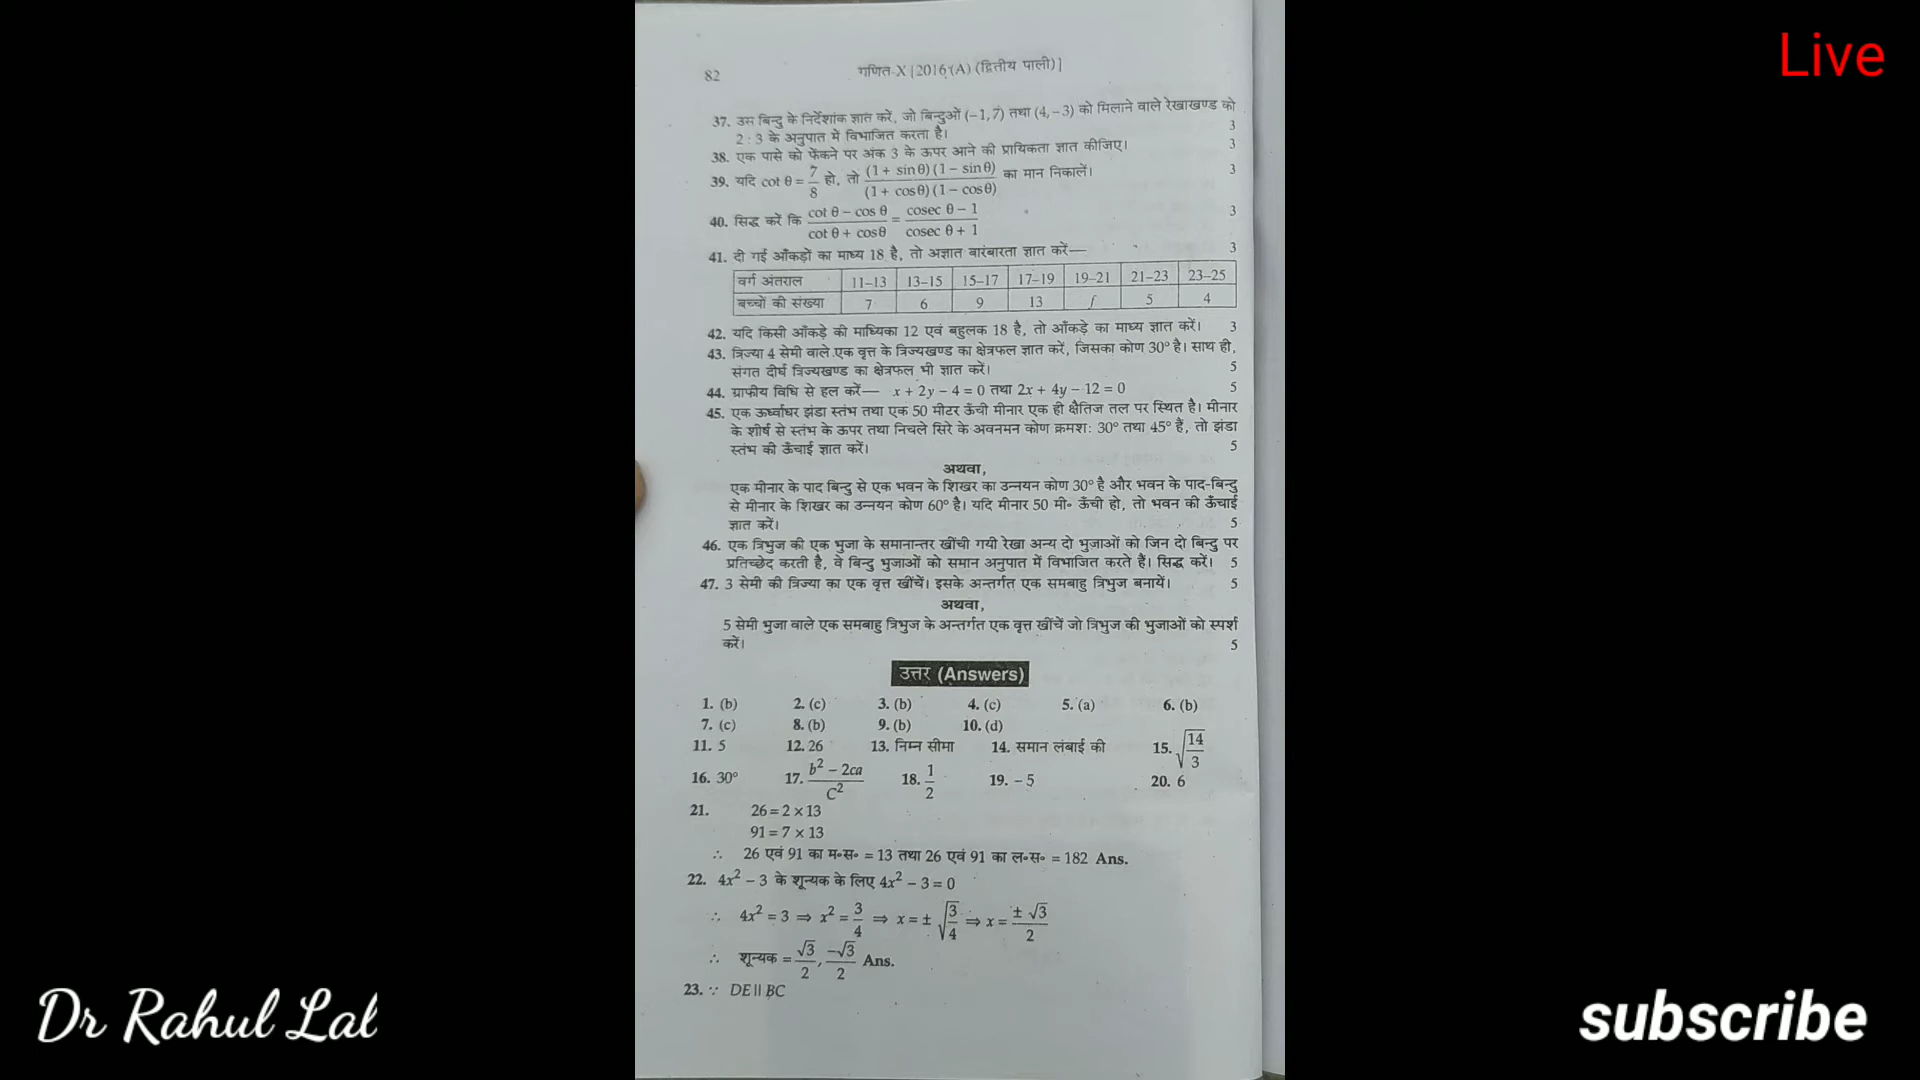 Live
82
गणित-X [2016 (A) (द्वितीय पाली)]
37. उस बिन्दु के निर्देशांक ज्ञात करें, जो बिन्दुओं (−1, 7) तथा (4, −3) को मिलाने वाले रेखाखण्ड को
2 : 3 के अनुपात में विभाजित करता है। 3
38. एक पासे को फेंकने पर अंक 3 के ऊपर आने की प्रायिकता ज्ञात कीजिए। 3
39. यदि cot θ = 7/8 हो, तो (1 + sin θ) (1 − sin θ) / (1 + cos θ) (1 − cos θ) का मान निकालें। 3
40. सिद्ध करें कि cot θ − cos θ / cot θ + cos θ = cosec θ − 1 / cosec θ + 1 3
41. दी गई आँकड़ों का माध्य 18 है, तो अज्ञात बारंबारता ज्ञात करें— 3
वर्ग अंतराल 11–13 13–15 15–17 17–19 19–21 21–23 23–25
बच्चों की संख्या 7 6 9 13 f 5 4
42. यदि किसी आँकड़े की माध्यिका 12 एवं बहुलक 18 है, तो आँकड़े का माध्य ज्ञात करें। 3
43. त्रिज्या 4 सेमी वाले एक वृत्त के त्रिज्यखण्ड का क्षेत्रफल ज्ञात करें, जिसका कोण 30° है। साथ ही,
संगत दीर्घ त्रिज्यखण्ड का क्षेत्रफल भी ज्ञात करें। 5
44. ग्राफीय विधि से हल करें— x + 2y − 4 = 0 तथा 2x + 4y − 12 = 0 5
45. एक ऊर्ध्वाधर झंडा स्तंभ तथा एक 50 मीटर ऊँची मीनार एक ही क्षैतिज तल पर स्थित है। मीनार
के शीर्ष से स्तंभ के ऊपर तथा निचले सिरे के अवनमन कोण क्रमशः 30° तथा 45° हैं, तो झंडा
स्तंभ की ऊँचाई ज्ञात करें। 5
अथवा,
एक मीनार के पाद बिन्दु से एक भवन के शिखर का उन्नयन कोण 30° है और भवन के पाद-बिन्दु
से मीनार के शिखर का उन्नयन कोण 60° है। यदि मीनार 50 मी॰ ऊँची हो, तो भवन की ऊँचाई
ज्ञात करें। 5
46. एक त्रिभुज की एक भुजा के समानान्तर खींची गयी रेखा अन्य दो भुजाओं को जिन दो बिन्दु पर
प्रतिच्छेद करती है, वे बिन्दु भुजाओं को समान अनुपात में विभाजित करते हैं। सिद्ध करें। 5
47. 3 सेमी की त्रिज्या का एक वृत्त खींचें। इसके अन्तर्गत एक समबाहु त्रिभुज बनायें। 5
अथवा,
5 सेमी भुजा वाले एक समबाहु त्रिभुज के अन्तर्गत एक वृत्त खींचें जो त्रिभुज की भुजाओं को स्पर्श
करें। 5
उत्तर (Answers)
1. (b) 2. (c) 3. (b) 4. (c) 5. (a) 6. (b)
7. (c) 8. (b) 9. (b) 10. (d)
11. 5 12. 26 13. निम्न सीमा 14. समान लंबाई की 15. √14/3
16. 30° 17. b² − 2ca / C² 18. 1/2 19. − 5 20. 6
21. 26 = 2 × 13
91 = 7 × 13
∴ 26 एवं 91 का म॰स॰ = 13 तथा 26 एवं 91 का ल॰स॰ = 182 Ans.
22. 4x² − 3 के शून्यक के लिए 4x² − 3 = 0
∴ 4x² = 3 ⇒ x² = 3/4 ⇒ x = ± √3/4 ⇒ x = ± √3/2
∴ शून्यक = √3/2, −√3/2 Ans.
23. ∵ DE || BC
Dr Rahul Lal
subscribe